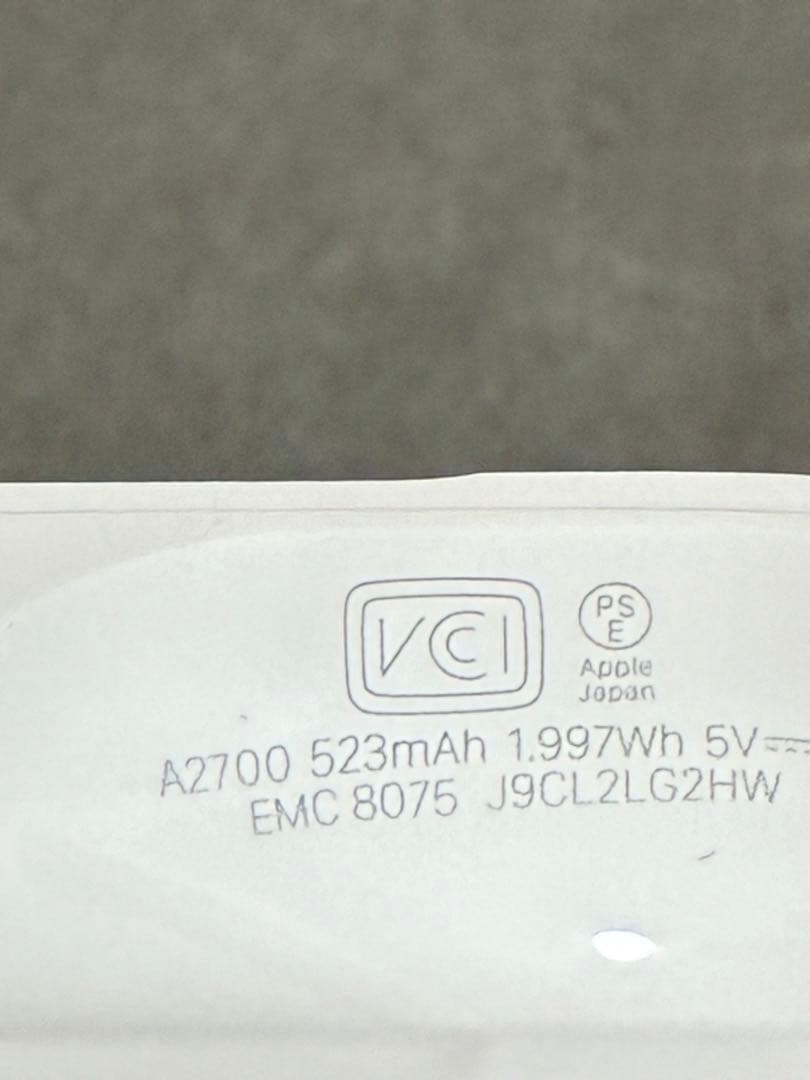 VCI
PS
E
Apple
Japan
A2700 523mAh 1.997Wh 5V⎓
EMC 8075 J9CL2LG2HW